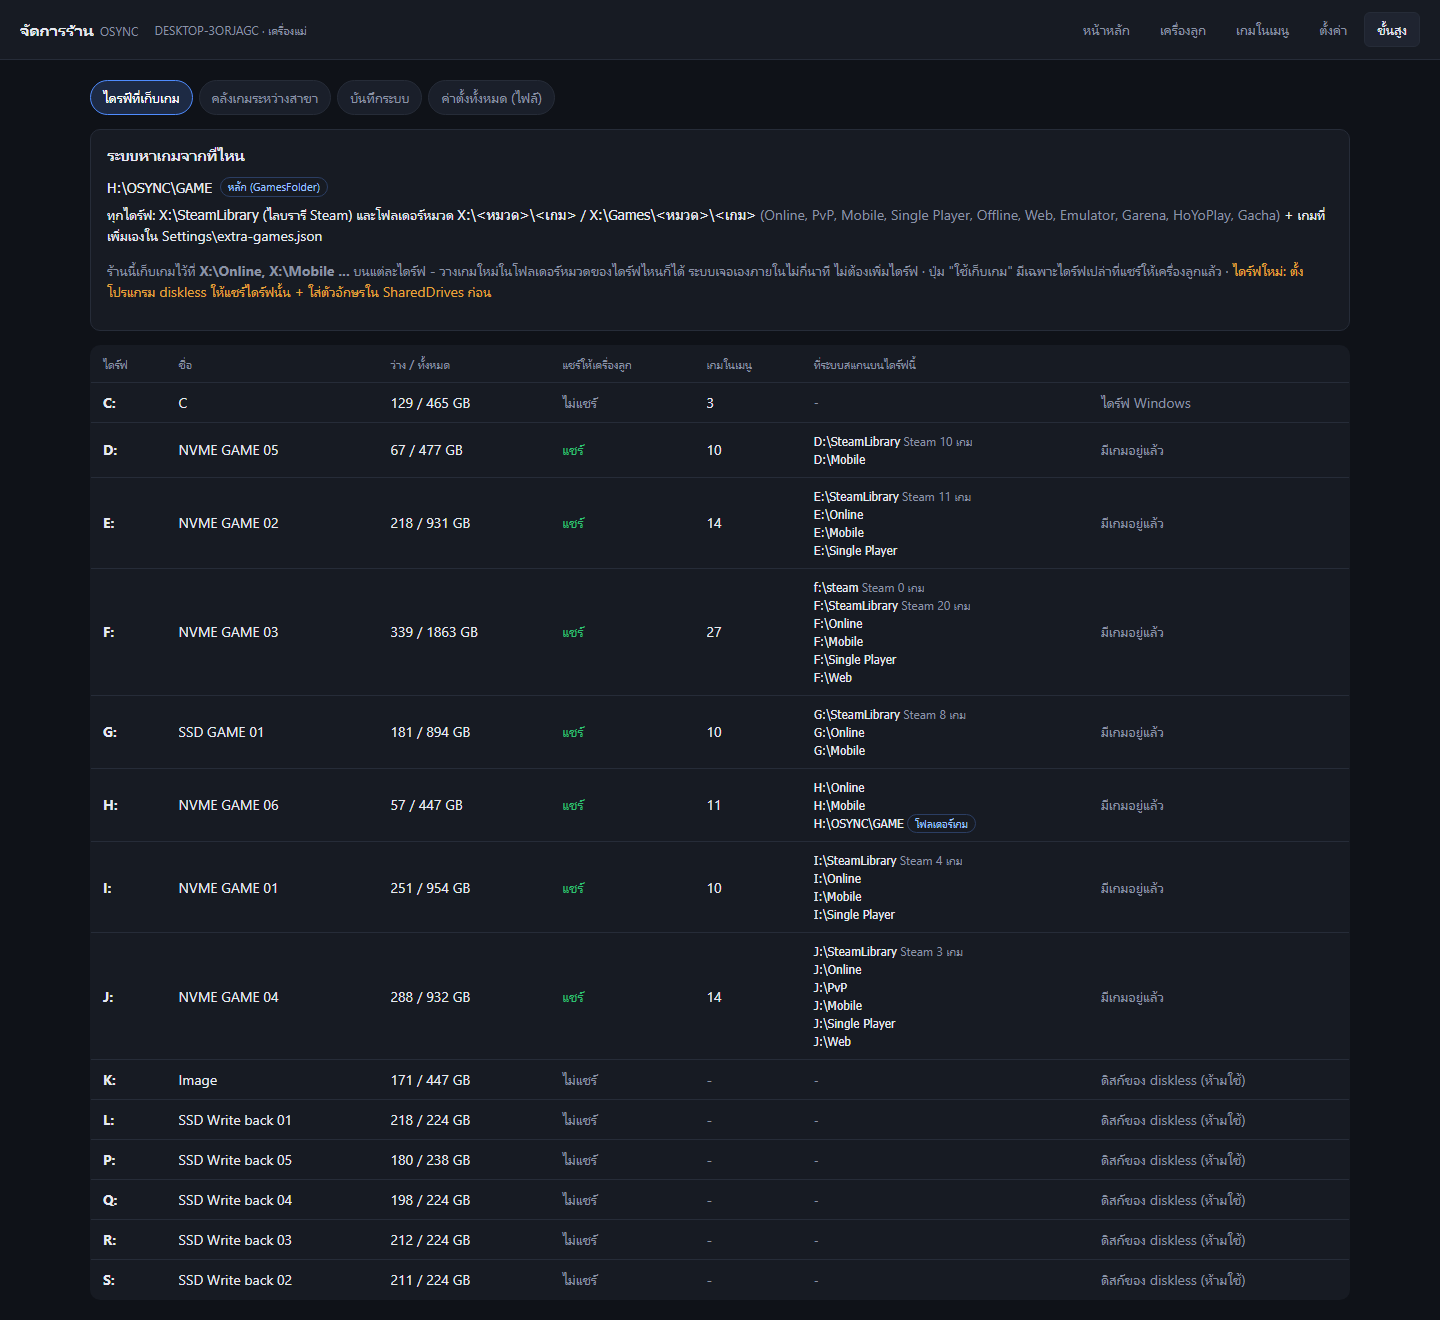 จัดการร้าน OSYNC DESKTOP-3ORJAGC · เครื่องแม่
หน้าหลัก เครื่องลูก เกมในเมนู ตั้งค่า ขั้นสูง
ไดรฟ์ที่เก็บเกม คลังเกมระหว่างสาขา บันทึกระบบ ค่าตั้งทั้งหมด (ไฟล์)
ระบบหาเกมจากที่ไหน
H:\OSYNC\GAME หลัก (GamesFolder)
ทุกไดร์ฟ: X:\SteamLibrary (ไลบรารี Steam) และโฟลเดอร์หมวด X:\<หมวด>\<เกม> / X:\Games\<หมวด>\<เกม> (Online, PvP, Mobile, Single Player, Offline, Web, Emulator, Garena, HoYoPlay, Gacha) + เกมที่
เพิ่มเองใน Settings\extra-games.json
ร้านนี้เก็บเกมไว้ที่ X:\Online, X:\Mobile ... บนแต่ละไดร์ฟ - วางเกมใหม่ในโฟลเดอร์หมวดของไดร์ฟไหนก็ได้ ระบบเจอเองภายในไม่กี่นาที ไม่ต้องเพิ่มไดร์ฟ · ปุ่ม "ใช้เก็บเกม" มีเฉพาะไดร์ฟเปล่าที่แชร์ให้เครื่องลูกแล้ว · ไดร์ฟใหม่: ตั้ง
โปรแกรม diskless ให้แชร์ไดร์ฟนั้น + ใส่ตัวอักษรใน SharedDrives ก่อน
ไดร์ฟ ชื่อ ว่าง / ทั้งหมด แชร์ให้เครื่องลูก เกมในเมนู ที่ระบบสแกนบนไดร์ฟนี้
C: C 129 / 465 GB ไม่แชร์ 3 - ไดร์ฟ Windows
D: NVME GAME 05 67 / 477 GB แชร์ 10 D:\SteamLibrary Steam 10 เกม มีเกมอยู่แล้ว
D:\Mobile
E: NVME GAME 02 218 / 931 GB แชร์ 14 E:\SteamLibrary Steam 11 เกม มีเกมอยู่แล้ว
E:\Online
E:\Mobile
E:\Single Player
F: NVME GAME 03 339 / 1863 GB แชร์ 27 f:\steam Steam 0 เกม มีเกมอยู่แล้ว
F:\SteamLibrary Steam 20 เกม
F:\Online
F:\Mobile
F:\Single Player
F:\Web
G: SSD GAME 01 181 / 894 GB แชร์ 10 G:\SteamLibrary Steam 8 เกม มีเกมอยู่แล้ว
G:\Online
G:\Mobile
H: NVME GAME 06 57 / 447 GB แชร์ 11 H:\Online มีเกมอยู่แล้ว
H:\Mobile
H:\OSYNC\GAME โฟลเดอร์เกม
I: NVME GAME 01 251 / 954 GB แชร์ 10 I:\SteamLibrary Steam 4 เกม มีเกมอยู่แล้ว
I:\Online
I:\Mobile
I:\Single Player
J: NVME GAME 04 288 / 932 GB แชร์ 14 J:\SteamLibrary Steam 3 เกม มีเกมอยู่แล้ว
J:\Online
J:\PvP
J:\Mobile
J:\Single Player
J:\Web
K: Image 171 / 447 GB ไม่แชร์ - - ดิสก์ของ diskless (ห้ามใช้)
L: SSD Write back 01 218 / 224 GB ไม่แชร์ - - ดิสก์ของ diskless (ห้ามใช้)
P: SSD Write back 05 180 / 238 GB ไม่แชร์ - - ดิสก์ของ diskless (ห้ามใช้)
Q: SSD Write back 04 198 / 224 GB ไม่แชร์ - - ดิสก์ของ diskless (ห้ามใช้)
R: SSD Write back 03 212 / 224 GB ไม่แชร์ - - ดิสก์ของ diskless (ห้ามใช้)
S: SSD Write back 02 211 / 224 GB ไม่แชร์ - - ดิสก์ของ diskless (ห้ามใช้)